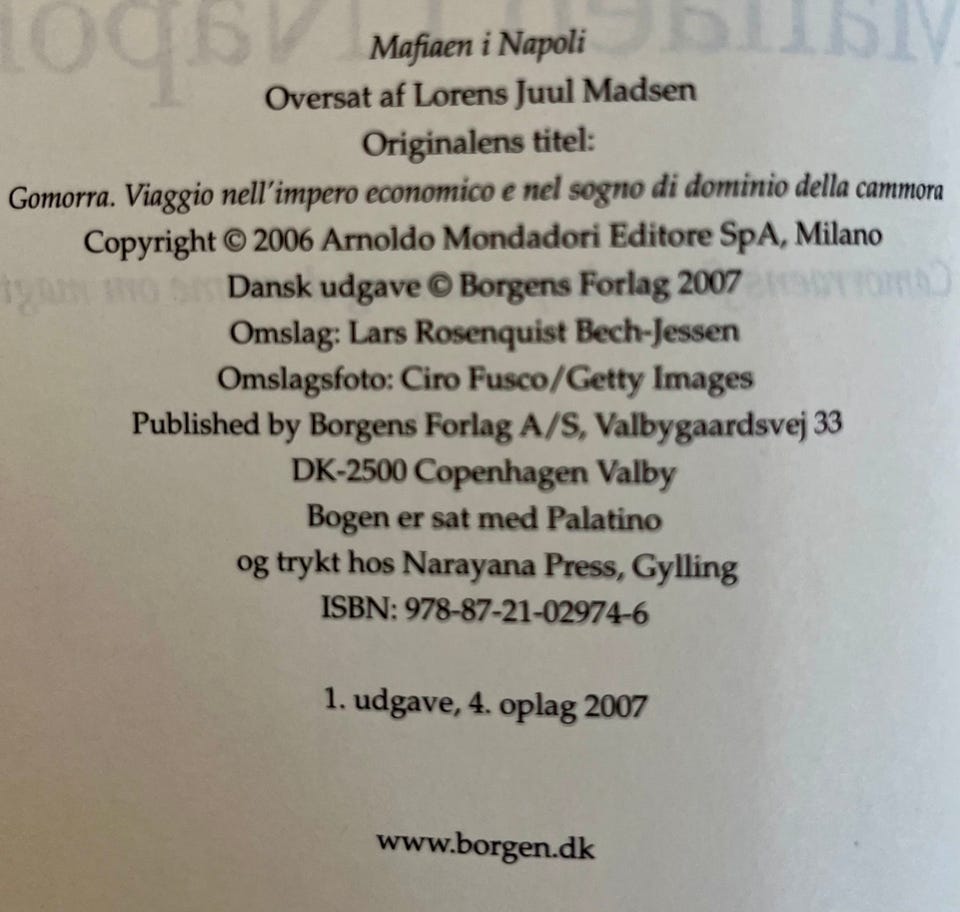 Mafiaen i Napoli
Oversat af Lorens Juul Madsen
Originalens titel:
Gomorra. Viaggio nell'impero economico e nel sogno di dominio della cammora
Copyright © 2006 Arnoldo Mondadori Editore SpA, Milano
Dansk udgave © Borgens Forlag 2007
Omslag: Lars Rosenquist Bech-Jessen
Omslagsfoto: Ciro Fusco/Getty Images
Published by Borgens Forlag A/S, Valbygaardsvej 33
DK-2500 Copenhagen Valby
Bogen er sat med Palatino
og trykt hos Narayana Press, Gylling
ISBN: 978-87-21-02974-6
1. udgave, 4. oplag 2007
www.borgen.dk